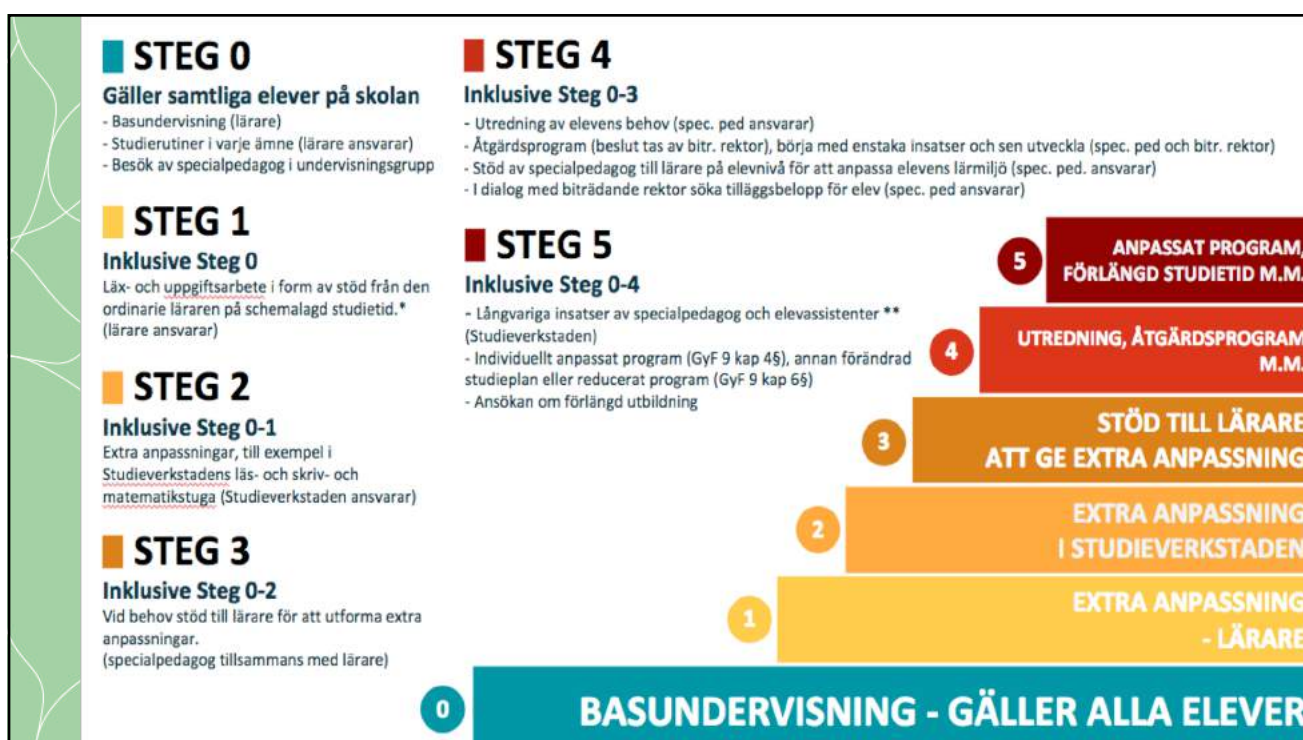 STEG 0
Gäller samtliga elever på skolan
- Basundervisning (lärare)
- Studierutiner i varje ämne (lärare ansvarar)
- Besök av specialpedagog i undervisningsgrupp
STEG 1
Inklusive Steg 0
Läx- och uppgiftsarbete i form av stöd från den
ordinarie läraren på schemalagd studietid.*
(lärare ansvarar)
STEG 2
Inklusive Steg 0-1
Extra anpassningar, till exempel i
Studieverkstadens läs- och skriv- och
matematikstuga (Studieverkstaden ansvarar)
STEG 3
Inklusive Steg 0-2
Vid behov stöd till lärare för att utforma extra
anpassningar.
(specialpedagog tillsammans med lärare)
STEG 4
Inklusive Steg 0-3
- Utredning av elevens behov (spec. ped ansvarar)
- Åtgärdsprogram (beslut tas av bitr. rektor), börja med enstaka insatser och sen utveckla (spec. ped och bitr. rektor)
- Stöd av specialpedagog till lärare på elevnivå för att anpassa elevens lärmiljö (spec. ped. ansvarar)
- I dialog med biträdande rektor söka tilläggsbelopp för elev (spec. ped ansvarar)
STEG 5
Inklusive Steg 0-4
- Långvariga insatser av specialpedagog och elevassistenter **
(Studieverkstaden)
- Individuellt anpassat program (GyF 9 kap 4§), annan förändrad
studieplan eller reducerat program (GyF 9 kap 6§)
- Ansökan om förlängd utbildning
5
ANPASSAT PROGRAM,
FÖRLÄNGD STUDIETID M.M.
4
UTREDNING, ÅTGÄRDSPROGRAM
M.M.
3
STÖD TILL LÄRARE
ATT GE EXTRA ANPASSNING
2
EXTRA ANPASSNING
I STUDIEVERKSTADEN
1
EXTRA ANPASSNING
- LÄRARE
0
BASUNDERVISNING - GÄLLER ALLA ELEVER